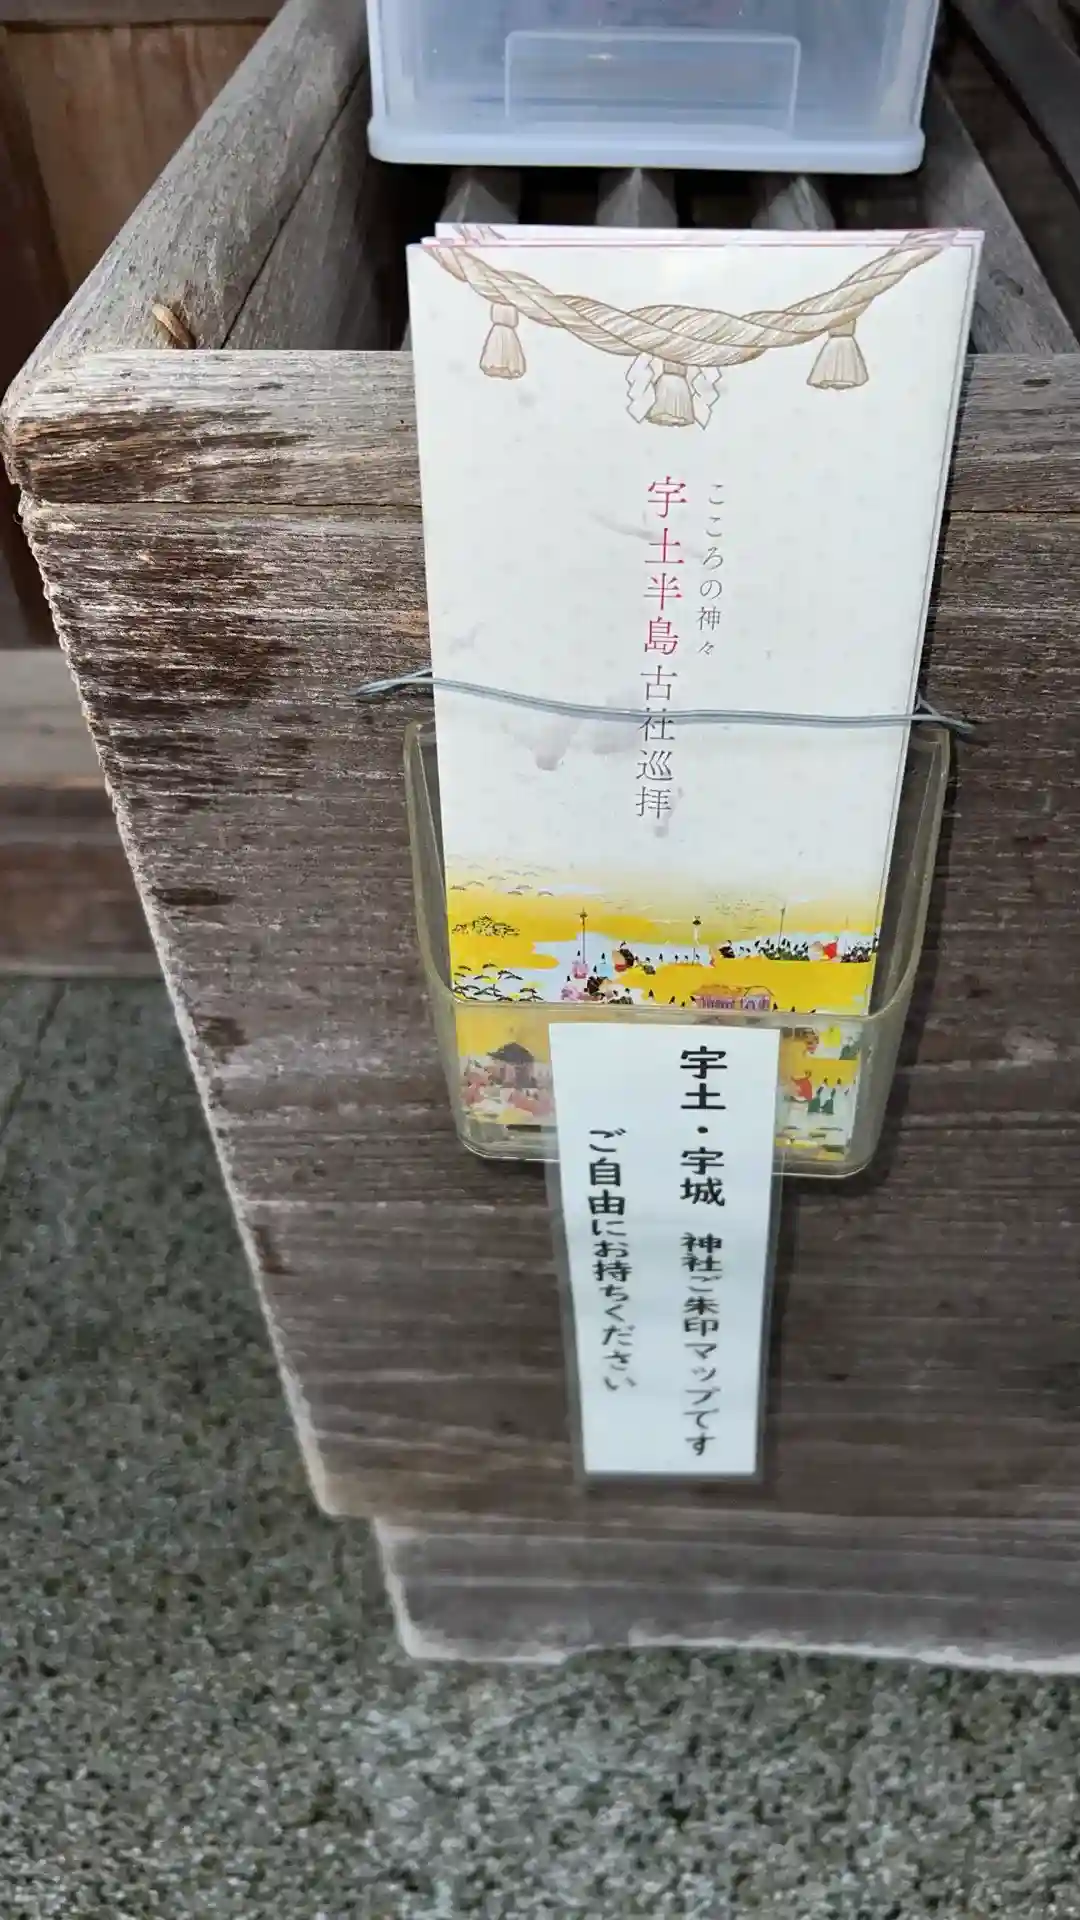 こころの神々
宇土半島古社巡拝
宇土・宇城　神社ご朱印マップです
ご自由にお持ちください